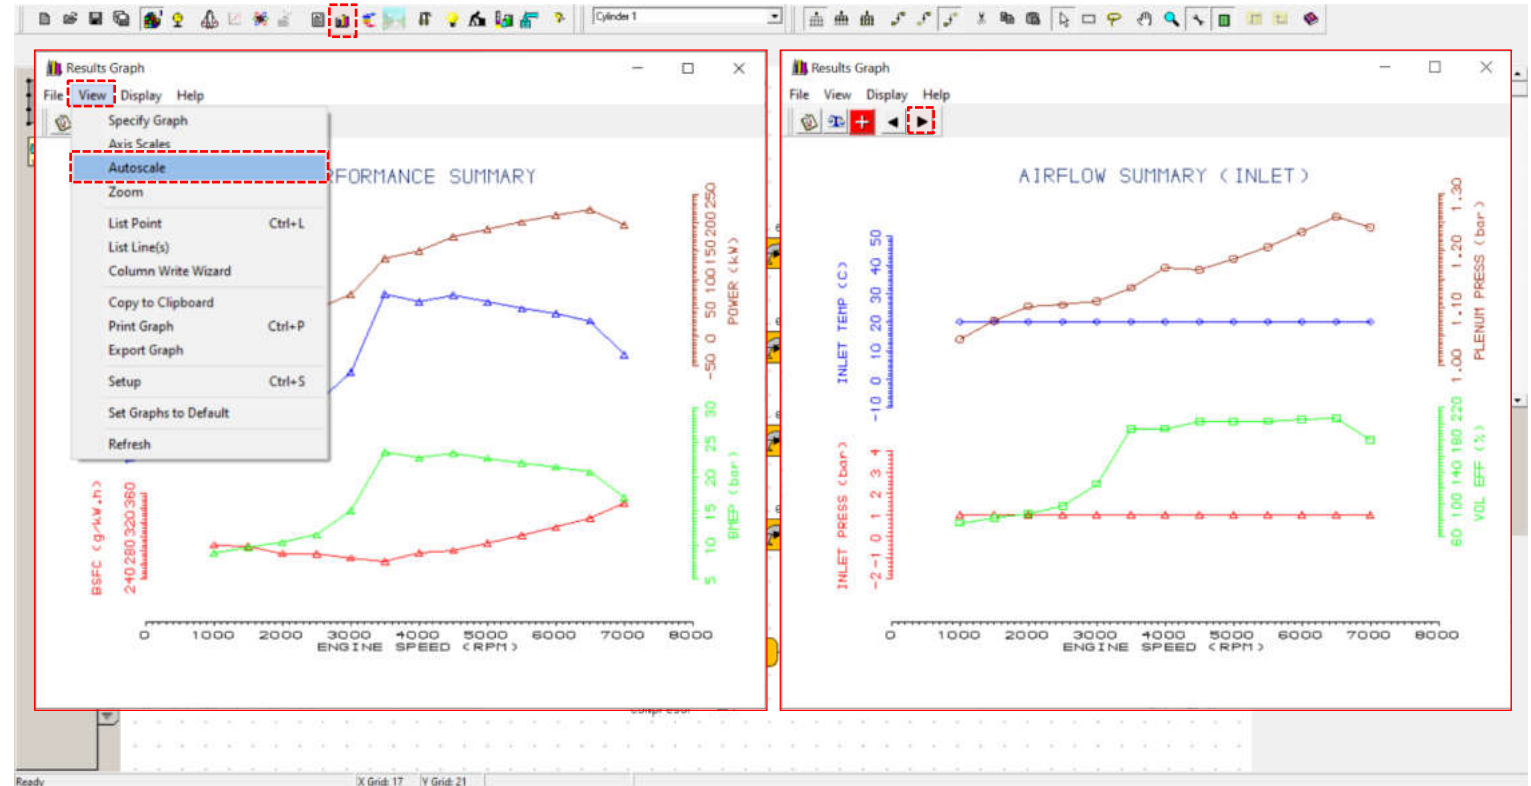 Cylinder 1
Results Graph
File View Display Help
Specify Graph
Axis Scales
Autoscale
Zoom
List Point Ctrl+L
List Line(s)
Column Write Wizard
Copy to Clipboard
Print Graph Ctrl+P
Export Graph
Setup Ctrl+S
Set Graphs to Default
Refresh
FORMANCE SUMMARY
-50 0 50 100 150 200 250
POWER (kW)
5 10 15 20 25 30
BMEP (bar)
BSFC (g/kW.h)
240 280 320 360
0 1000 2000 3000 4000 5000 6000 7000 8000
ENGINE SPEED (RPM)
Results Graph
File View Display Help
AIRFLOW SUMMARY (INLET)
INLET TEMP (C)
-10 0 10 20 30 40 50
1.00 1.10 1.20 1.30
PLENUM PRESS (bar)
INLET PRESS (bar)
-2 -1 0 1 2 3 4
60 100 140 180 220
VOL EFF (%)
0 1000 2000 3000 4000 5000 6000 7000 8000
ENGINE SPEED (RPM)
Ready X Grid: 17 Y Grid: 21